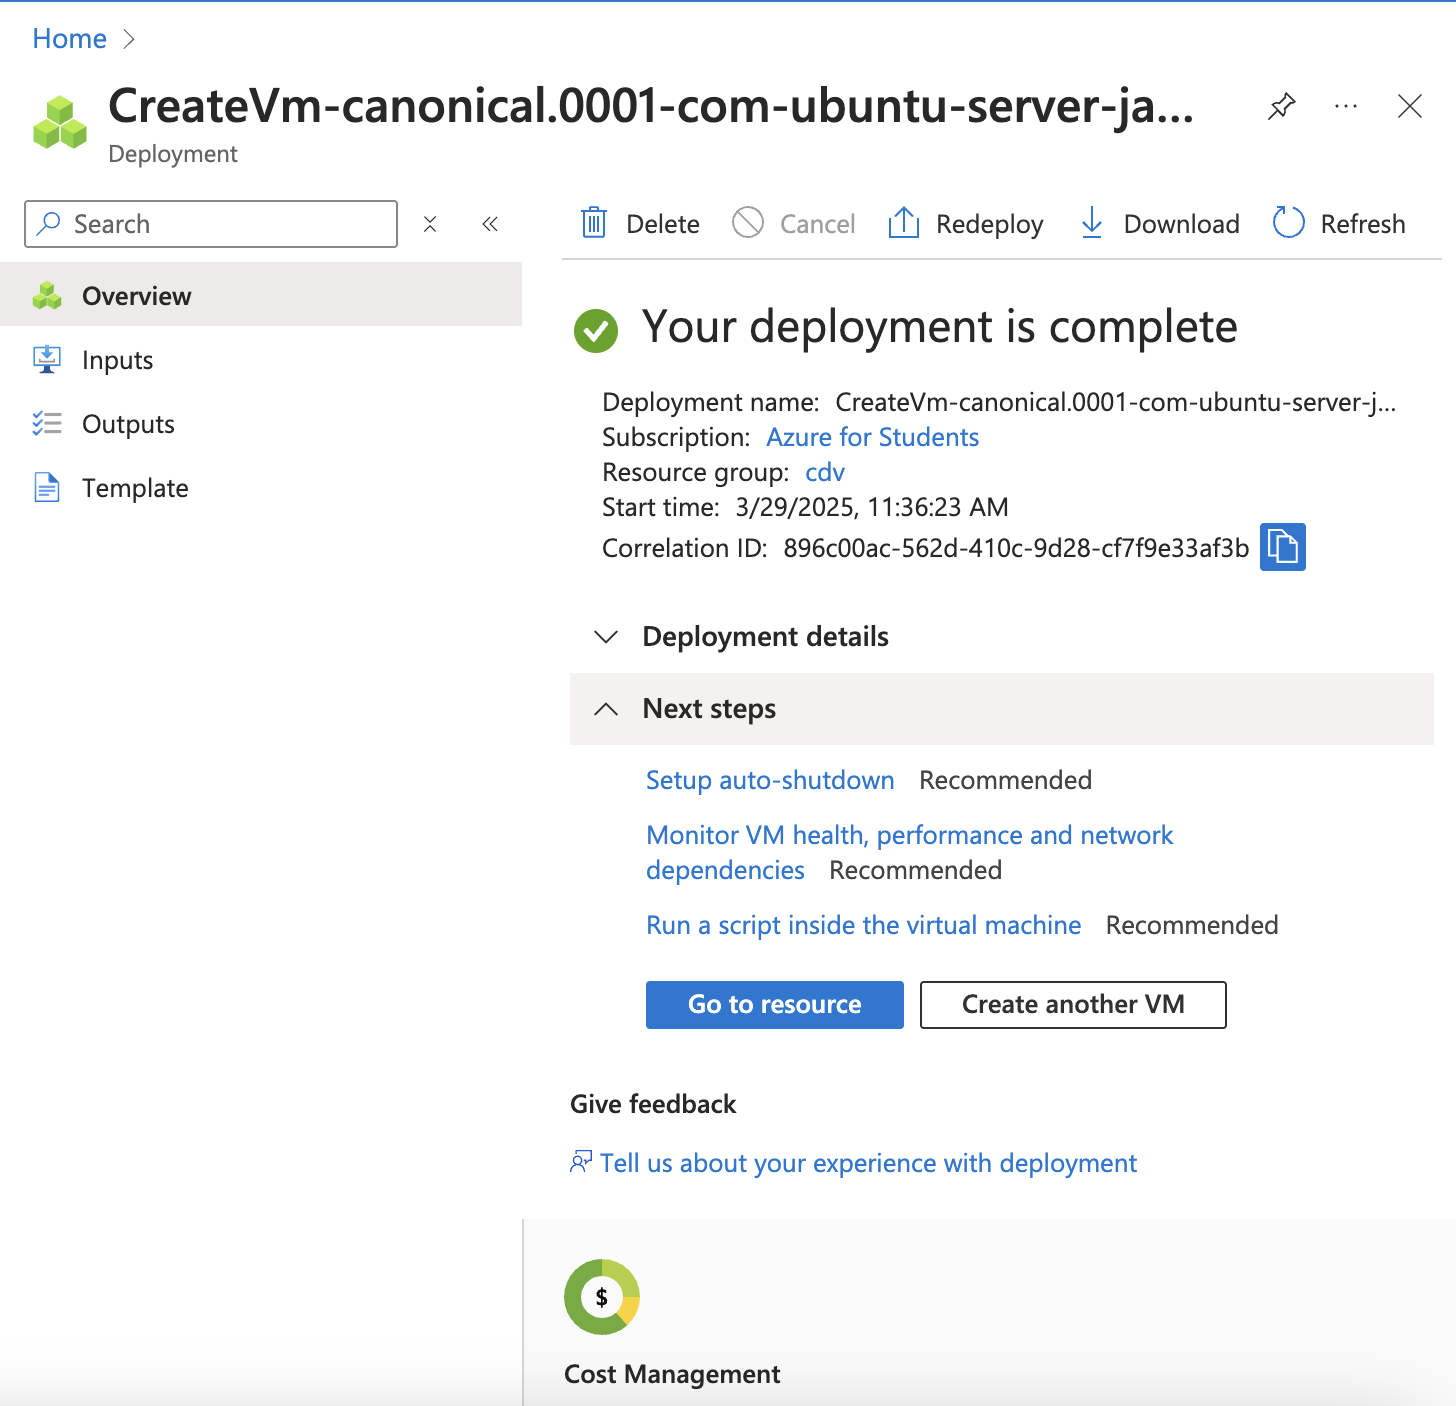 Home
CreateVm-canonical.0001-com-ubuntu-server-ja...
Deployment
Search
Delete
Cancel
Redeploy
Download
Refresh
Overview
Inputs
Outputs
Template
Your deployment is complete
Deployment name: CreateVm-canonical.0001-com-ubuntu-server-j...
Subscription: Azure for Students
Resource group: cdv
Start time: 3/29/2025, 11:36:23 AM
Correlation ID: 896c00ac-562d-410c-9d28-cf7f9e33af3b
Deployment details
Next steps
Setup auto-shutdown Recommended
Monitor VM health, performance and network
dependencies Recommended
Run a script inside the virtual machine Recommended
Go to resource
Create another VM
Give feedback
Tell us about your experience with deployment
$
Cost Management